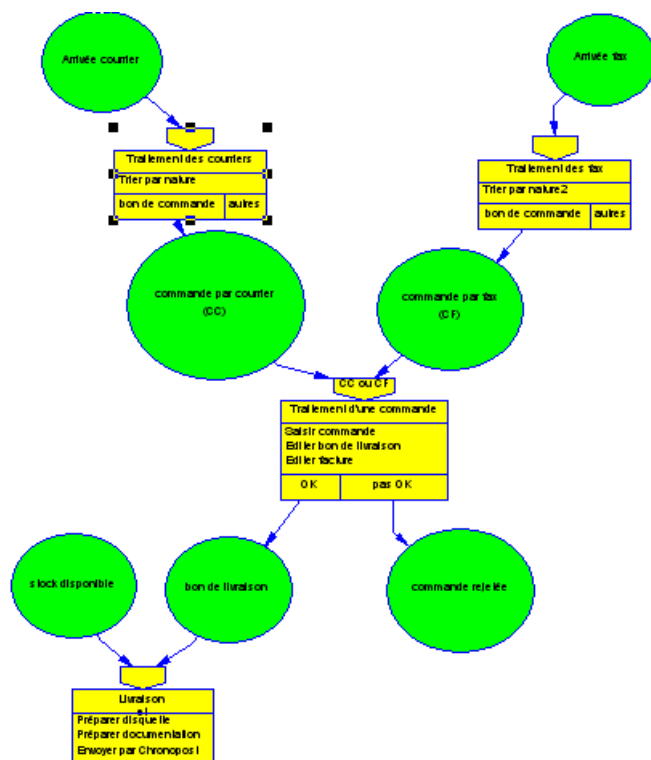 Arrivée courrier
Arrivée fax
Traitement des courriers
Trier par nature
bon de commande
autres
Traitement des fax
Trier par nature2
bon de commande
autres
commande par courrier
(CC)
commande par fax
(CF)
CC ou CF
Traitement d'une commande
Saisir commande
Editer bon de livraison
Editer facture
OK
pas OK
stock disponible
bon de livraison
commande rejetée
Livraison
et
Préparer disquette
Préparer documentation
Envoyer par Chronopost